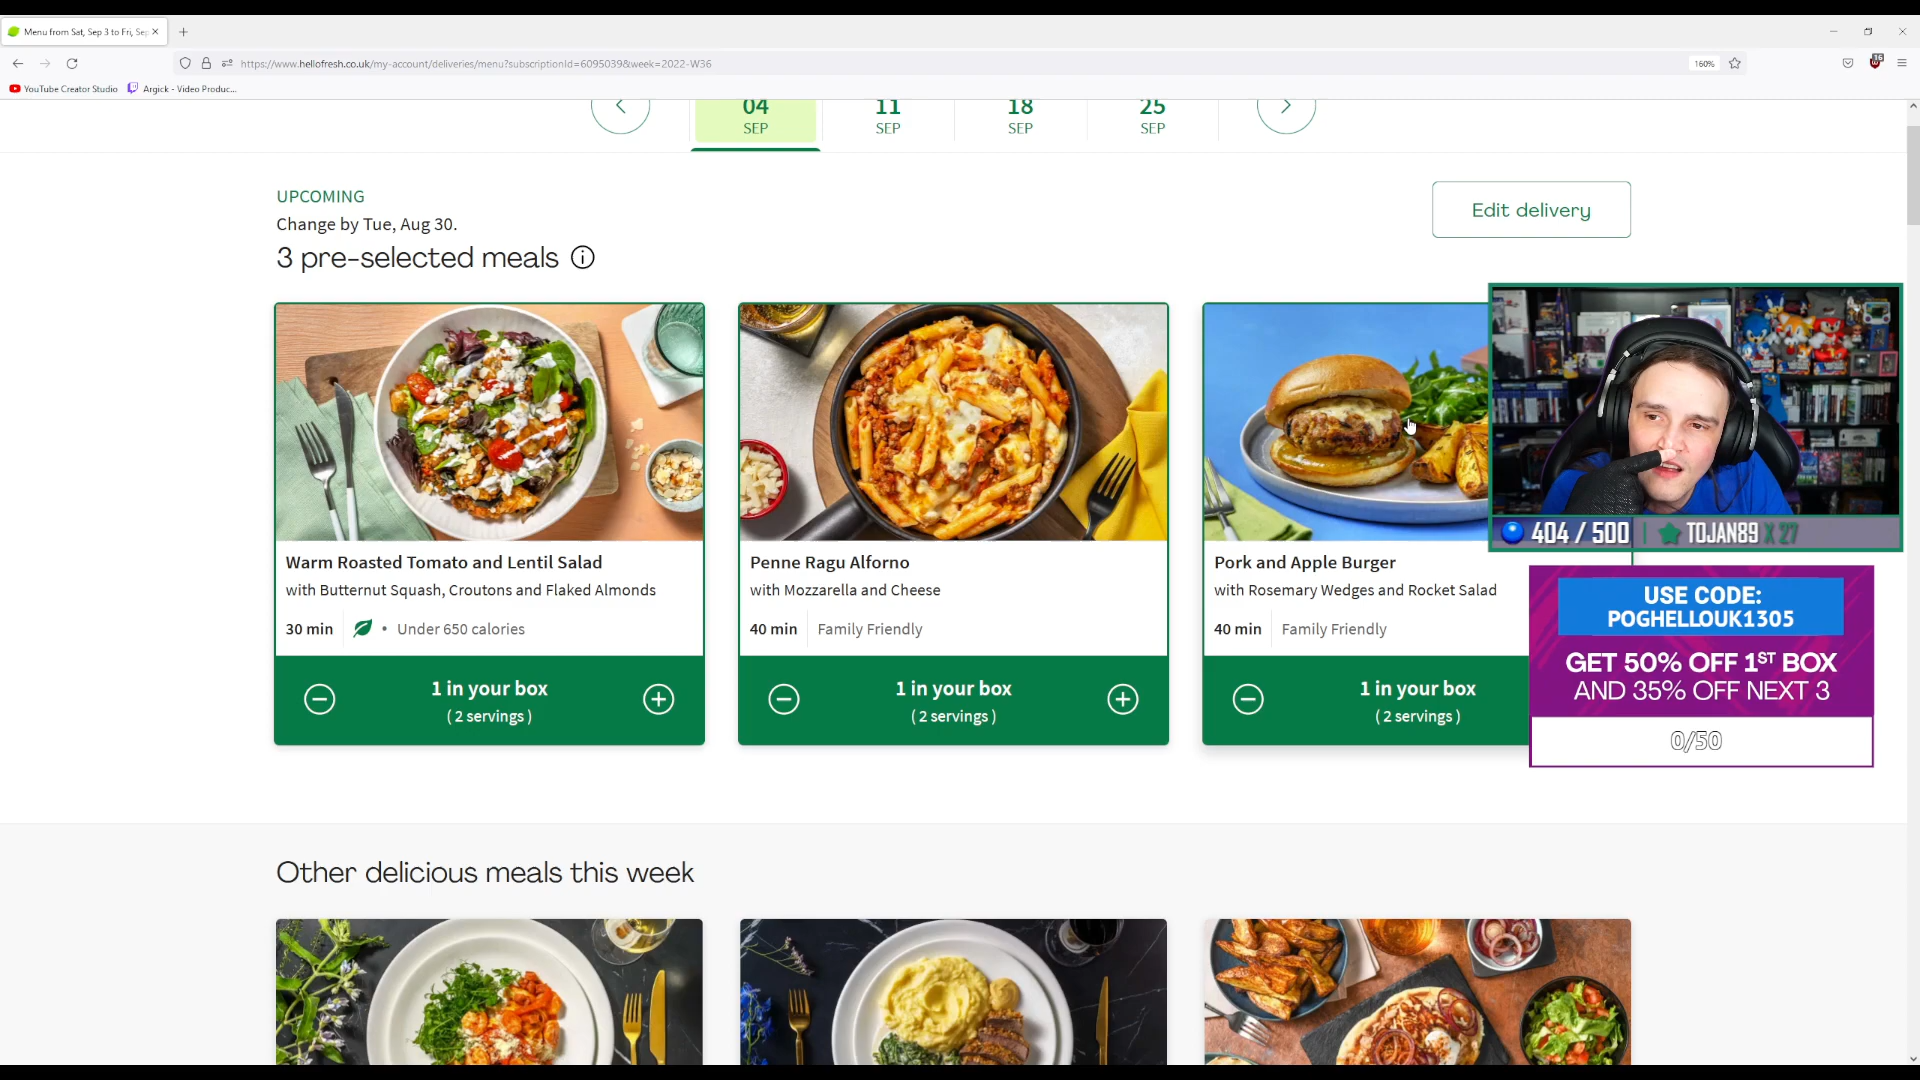 Menu from Sat, Sep 3 to Fri, Sep
https://www.hellofresh.co.uk/my-account/deliveries/menu?subscriptionId=6095039&week=2022-W36
160%
16
YouTube Creator Studio
Argick - Video Produc...
04
SEP
11
SEP
18
SEP
25
SEP
UPCOMING
Change by Tue, Aug 30.
3 pre-selected meals
Edit delivery
404 / 500
TOJAN89 X 27
Warm Roasted Tomato and Lentil Salad
with Butternut Squash, Croutons and Flaked Almonds
30 min
• Under 650 calories
1 in your box
( 2 servings )
Penne Ragu Alforno
with Mozzarella and Cheese
40 min
Family Friendly
1 in your box
( 2 servings )
Pork and Apple Burger
with Rosemary Wedges and Rocket Salad
40 min
Family Friendly
1 in your box
( 2 servings )
USE CODE:
POGHELLOUK1305
GET 50% OFF 1ST BOX
AND 35% OFF NEXT 3
0/50
Other delicious meals this week